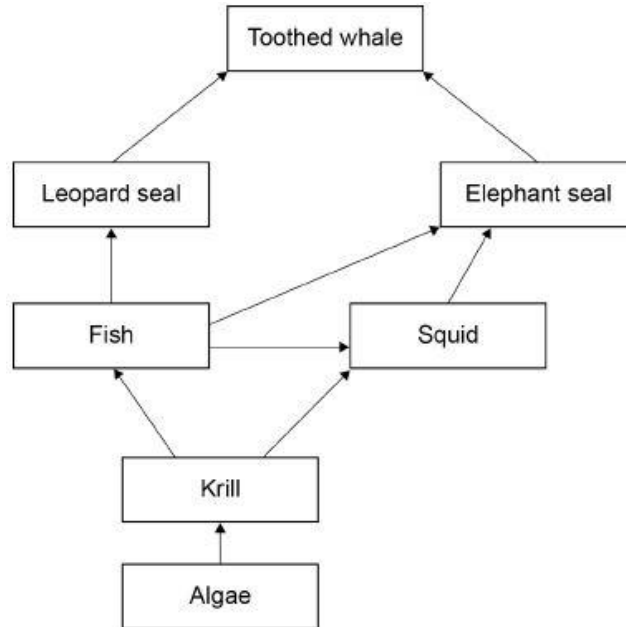 Toothed whale
Leopard seal
Elephant seal
Fish
Squid
Krill
Algae